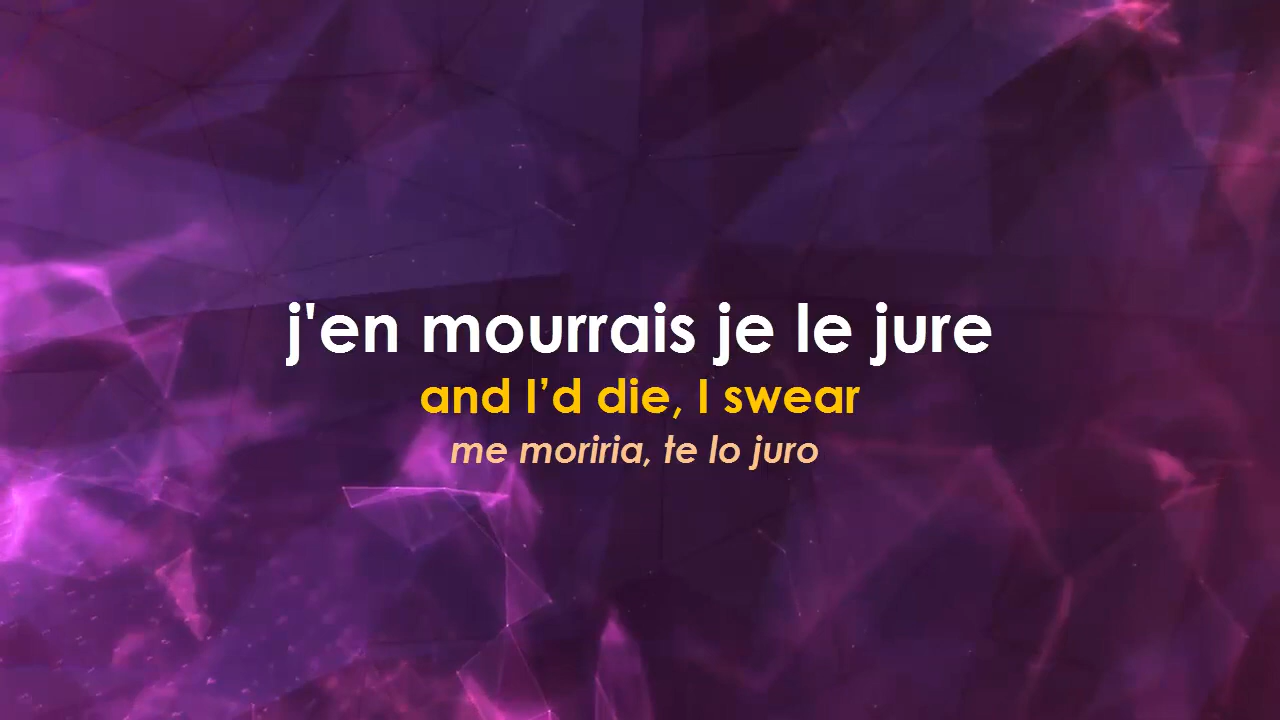 j'en mourrais je le jure
and I’d die, I swear
me moriria, te lo juro